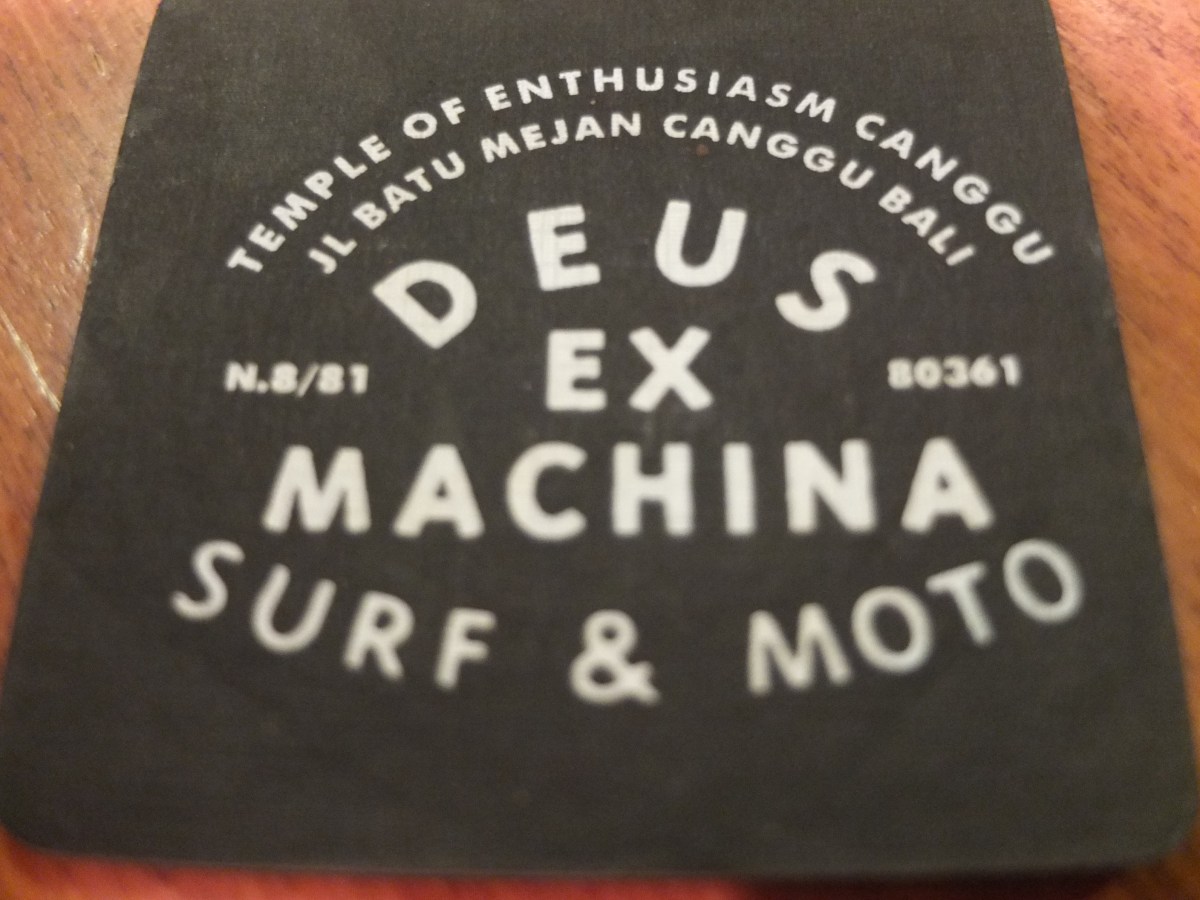 TEMPLE OF ENTHUSIASM CANGGU
JL BATU MEJAN CANGGU BALI
DEUS
EX
N.8/81 80361
MACHINA
SURF & MOTO